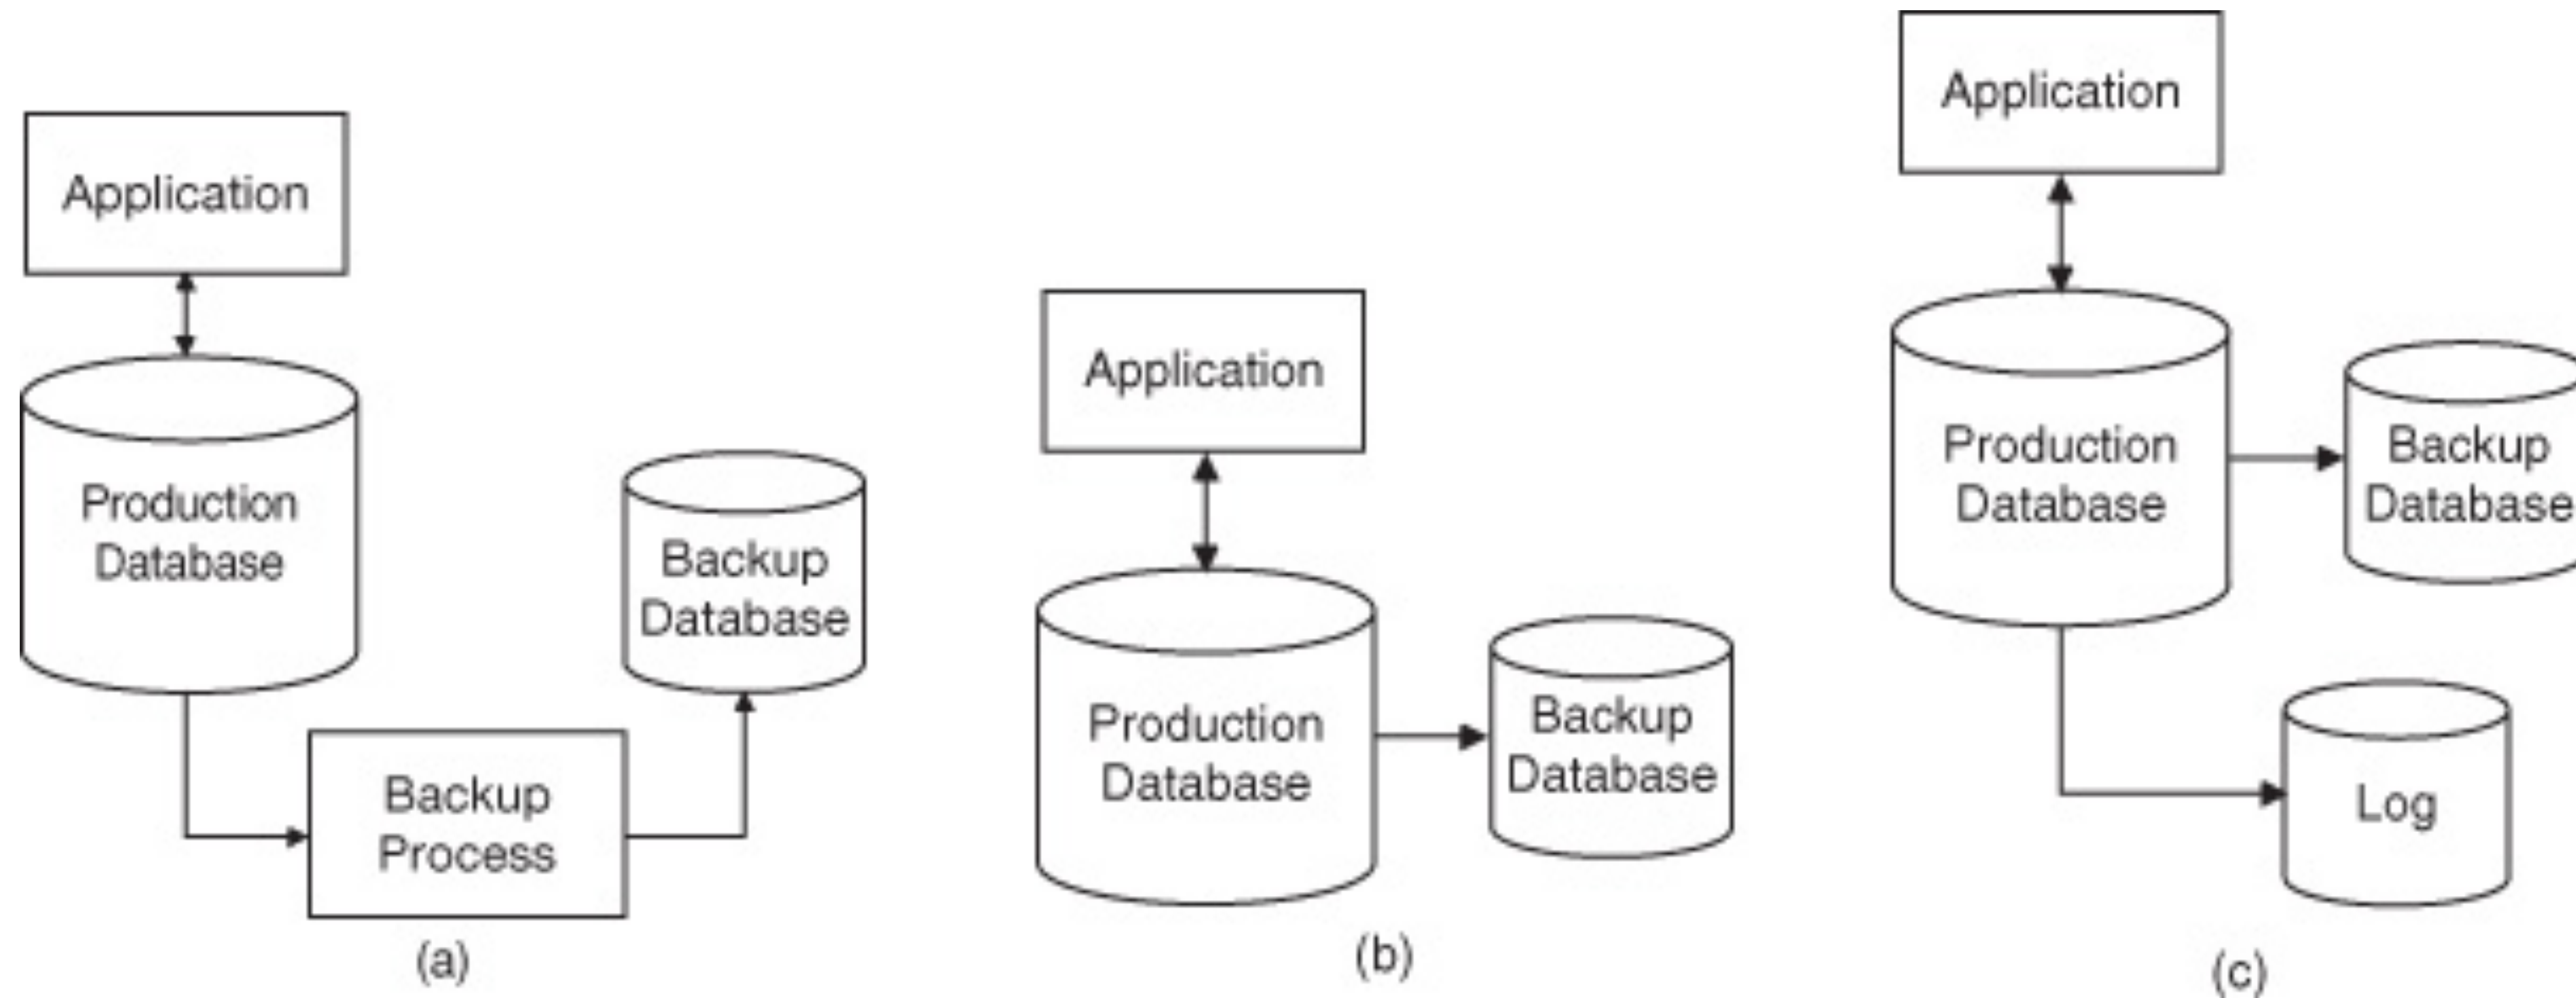 Application
Production
Database
Backup
Database
Backup
Process
(a)
Application
Production
Database
Backup
Database
(b)
Application
Production
Database
Backup
Database
Log
(c)